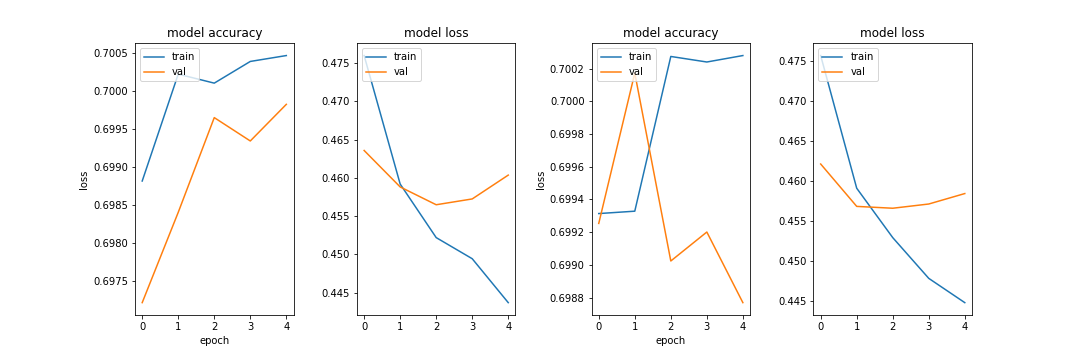 model accuracy
train
val
0.7005
0.7000
0.6995
0.6990
0.6985
0.6980
0.6975
loss
0 1 2 3 4
epoch
model loss
train
val
0.475
0.470
0.465
0.460
0.455
0.450
0.445
0 1 2 3 4
model accuracy
train
val
0.7002
0.7000
0.6998
0.6996
0.6994
0.6992
0.6990
0.6988
loss
0 1 2 3 4
epoch
model loss
train
val
0.475
0.470
0.465
0.460
0.455
0.450
0.445
0 1 2 3 4